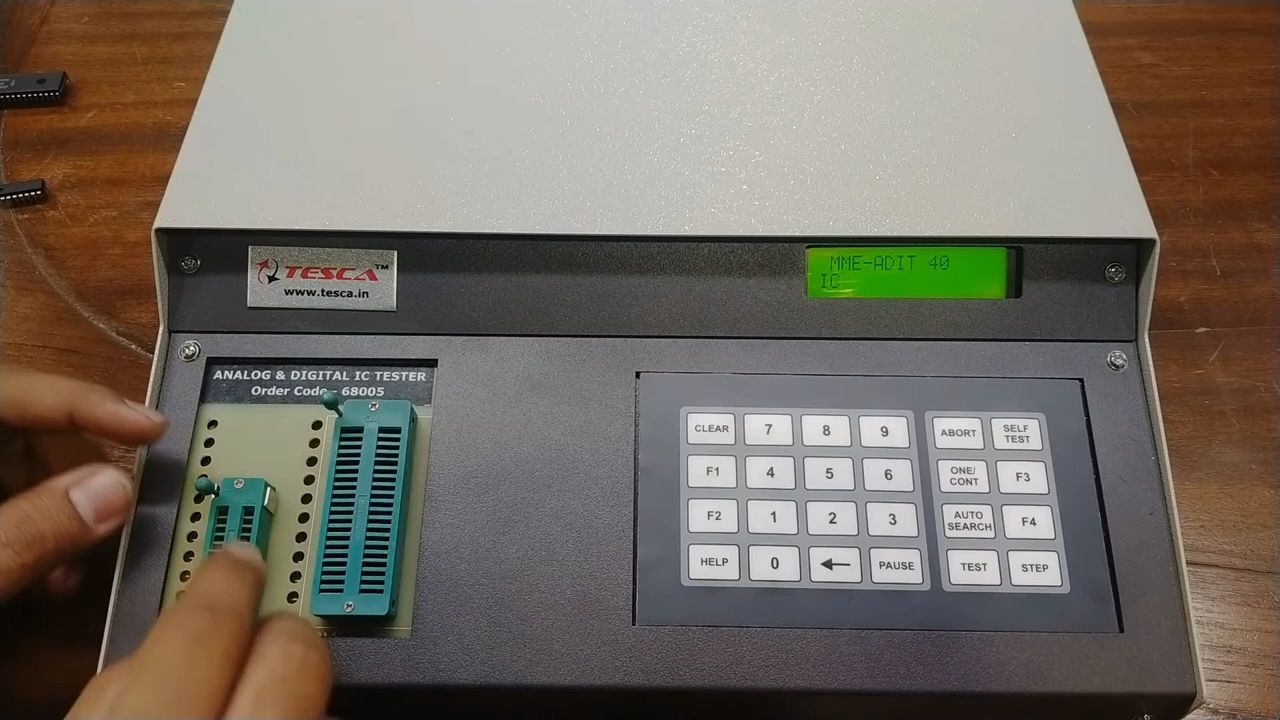 TESCA™
www.tesca.in
MME-ADIT 40
IC
ANALOG & DIGITAL IC TESTER
Order Code - 68005
CLEAR 7 8 9
F1 4 5 6
F2 1 2 3
HELP 0 ← PAUSE
ABORT SELF TEST
ONE/ CONT F3
AUTO SEARCH F4
TEST STEP